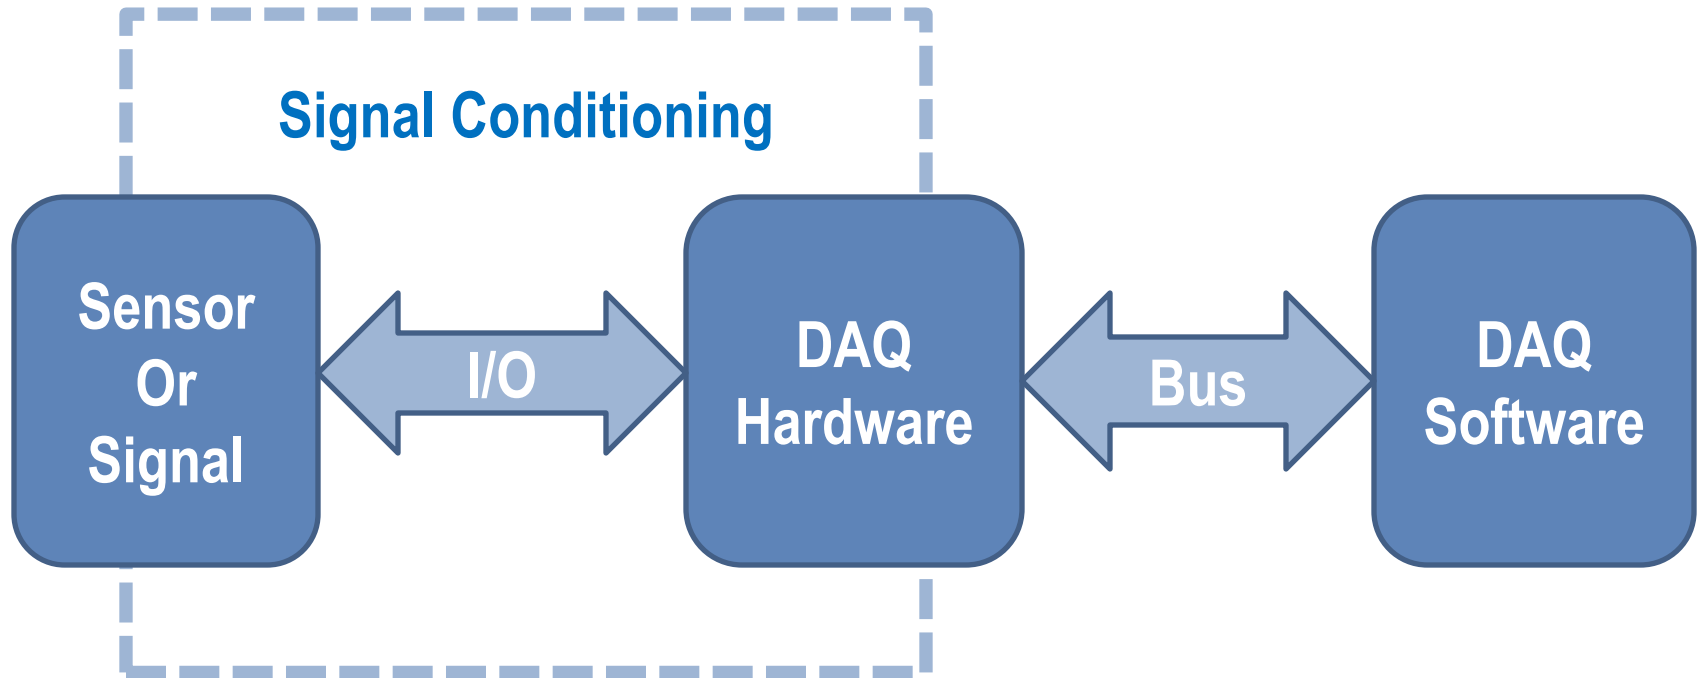 Signal Conditioning
Sensor
Or
Signal
I/O
DAQ
Hardware
Bus
DAQ
Software